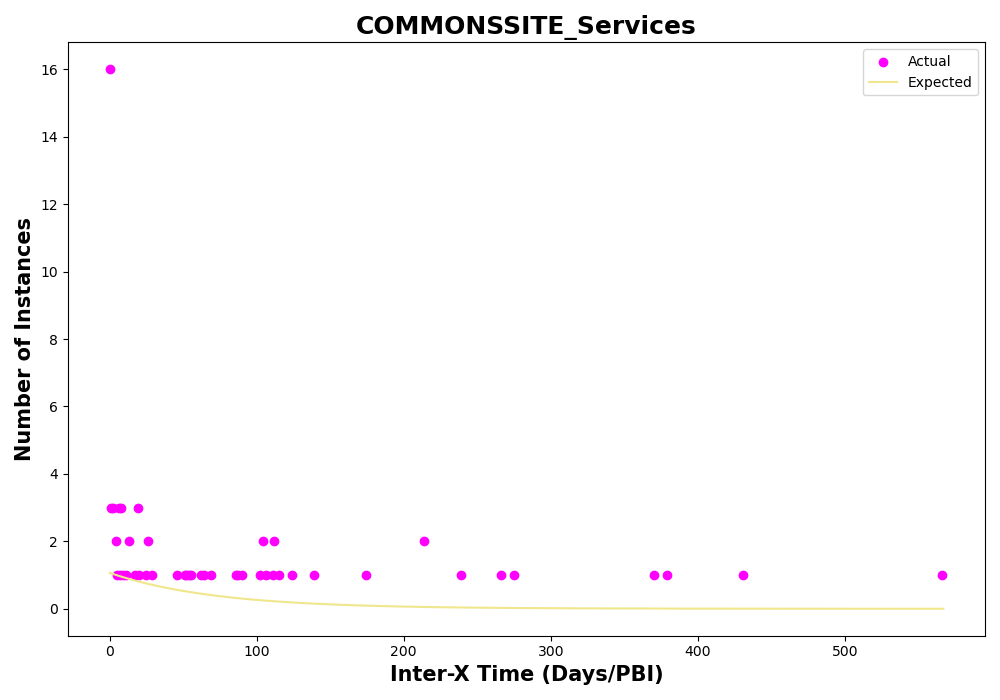 COMMONSSITE_Services
Actual
Expected
16
14
12
10
8
6
4
2
0
Number of Instances
0 100 200 300 400 500
Inter-X Time (Days/PBI)